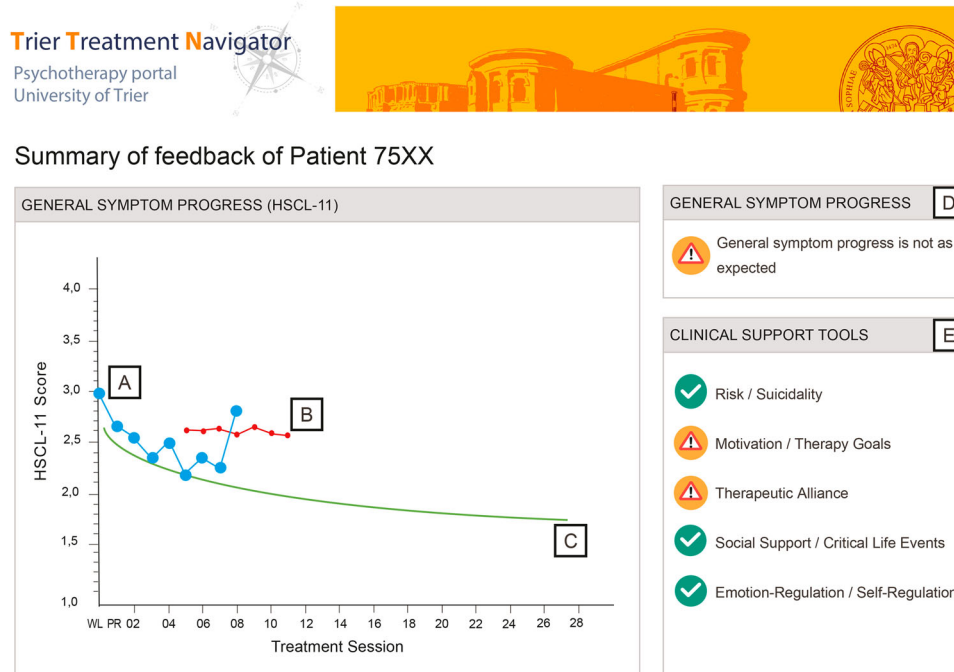 Trier Treatment Navigator
Psychotherapy portal
University of Trier
Summary of feedback of Patient 75XX
GENERAL SYMPTOM PROGRESS (HSCL-11)
4,0
3,5
3,0
2,5
2,0
1,5
1,0
HSCL-11 Score
A
B
C
WL PR 02 04 06 08 10 12 14 16 18 20 22 24 26 28
Treatment Session
GENERAL SYMPTOM PROGRESS D
General symptom progress is not as
expected
CLINICAL SUPPORT TOOLS E
Risk / Suicidality
Motivation / Therapy Goals
Therapeutic Alliance
Social Support / Critical Life Events
Emotion-Regulation / Self-Regulation